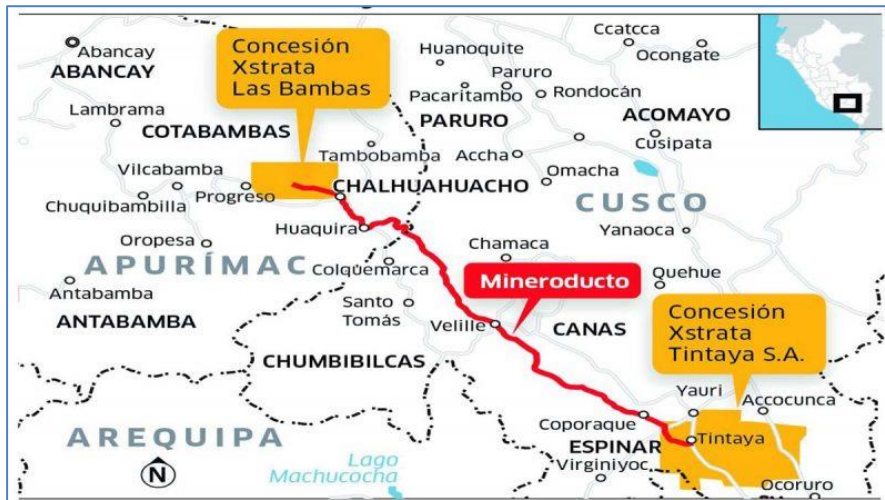 Ccatcca
Abancay
ABANCAY
Concesión
Xstrata
Las Bambas
Huanoquite
Ocongate
Paruro
Pacaritambo
Rondocán
Lambrama
COTABAMBAS
PARURO
ACOMAYO
Cusipata
Tambobamba
Accha
Vilcabamba
Omacha
Progreso
CHALHUAHUACHO
Chuquibambilla
CUSCO
Huaquira
Yanaoca
Oropesa
Chamaca
APURÍMAC
Colquemarca
Mineroducto
Quehue
Antabamba
Santo
Tomás
Concesión
Xstrata
Tintaya S.A.
ANTABAMBA
Velille
CANAS
CHUMBIBILCAS
Yauri
Accocunca
Coporaque
AREQUIPA
ESPINAR
Tintaya
Lago
Machucocha
Virginiyoc
N
Ocoruro